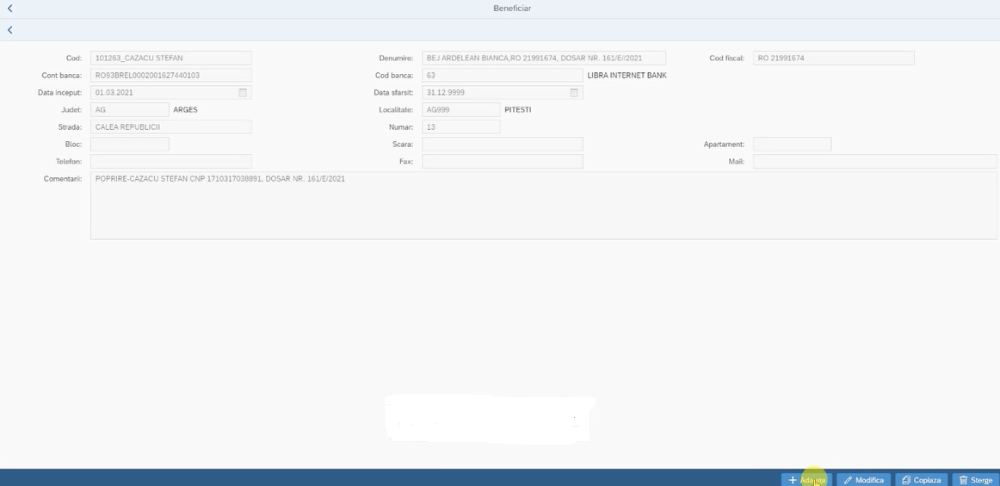 Beneficiar
Cod: 101263_CAZACU STEFAN Denumire: BEJ ARDELEAN BIANCA,RO 21991674, DOSAR NR. 161/E//2021 Cod fiscal: RO 21991674
Cont banca: RO93BREL0002001627440103 Cod banca: 63 LIBRA INTERNET BANK
Data inceput: 01.03.2021 Data sfarsit: 31.12.9999
Judet: AG ARGES Localitate: AG999 PITESTI
Strada: CALEA REPUBLICII Numar: 13
Bloc: Scara: Apartament:
Telefon: Fax: Mail:
Comentarii: POPRIRE-CAZACU STEFAN CNP 1710317038891, DOSAR NR. 161/E/2021
Modifica Copiaza Sterge